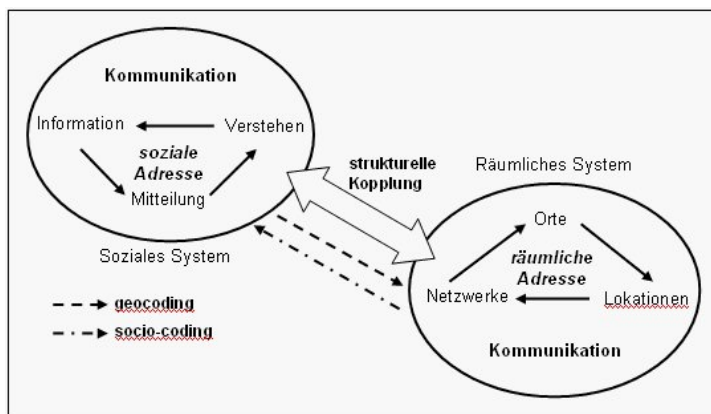 Kommunikation
Information
Verstehen
soziale
Adresse
Mitteilung
Soziales System
strukturelle
Kopplung
Räumliches System
Orte
räumliche
Adresse
Netzwerke
Lokationen
Kommunikation
geocoding
socio-coding